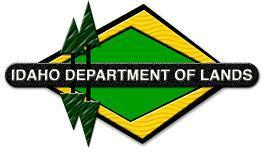 IDAHO DEPARTMENT OF LANDS